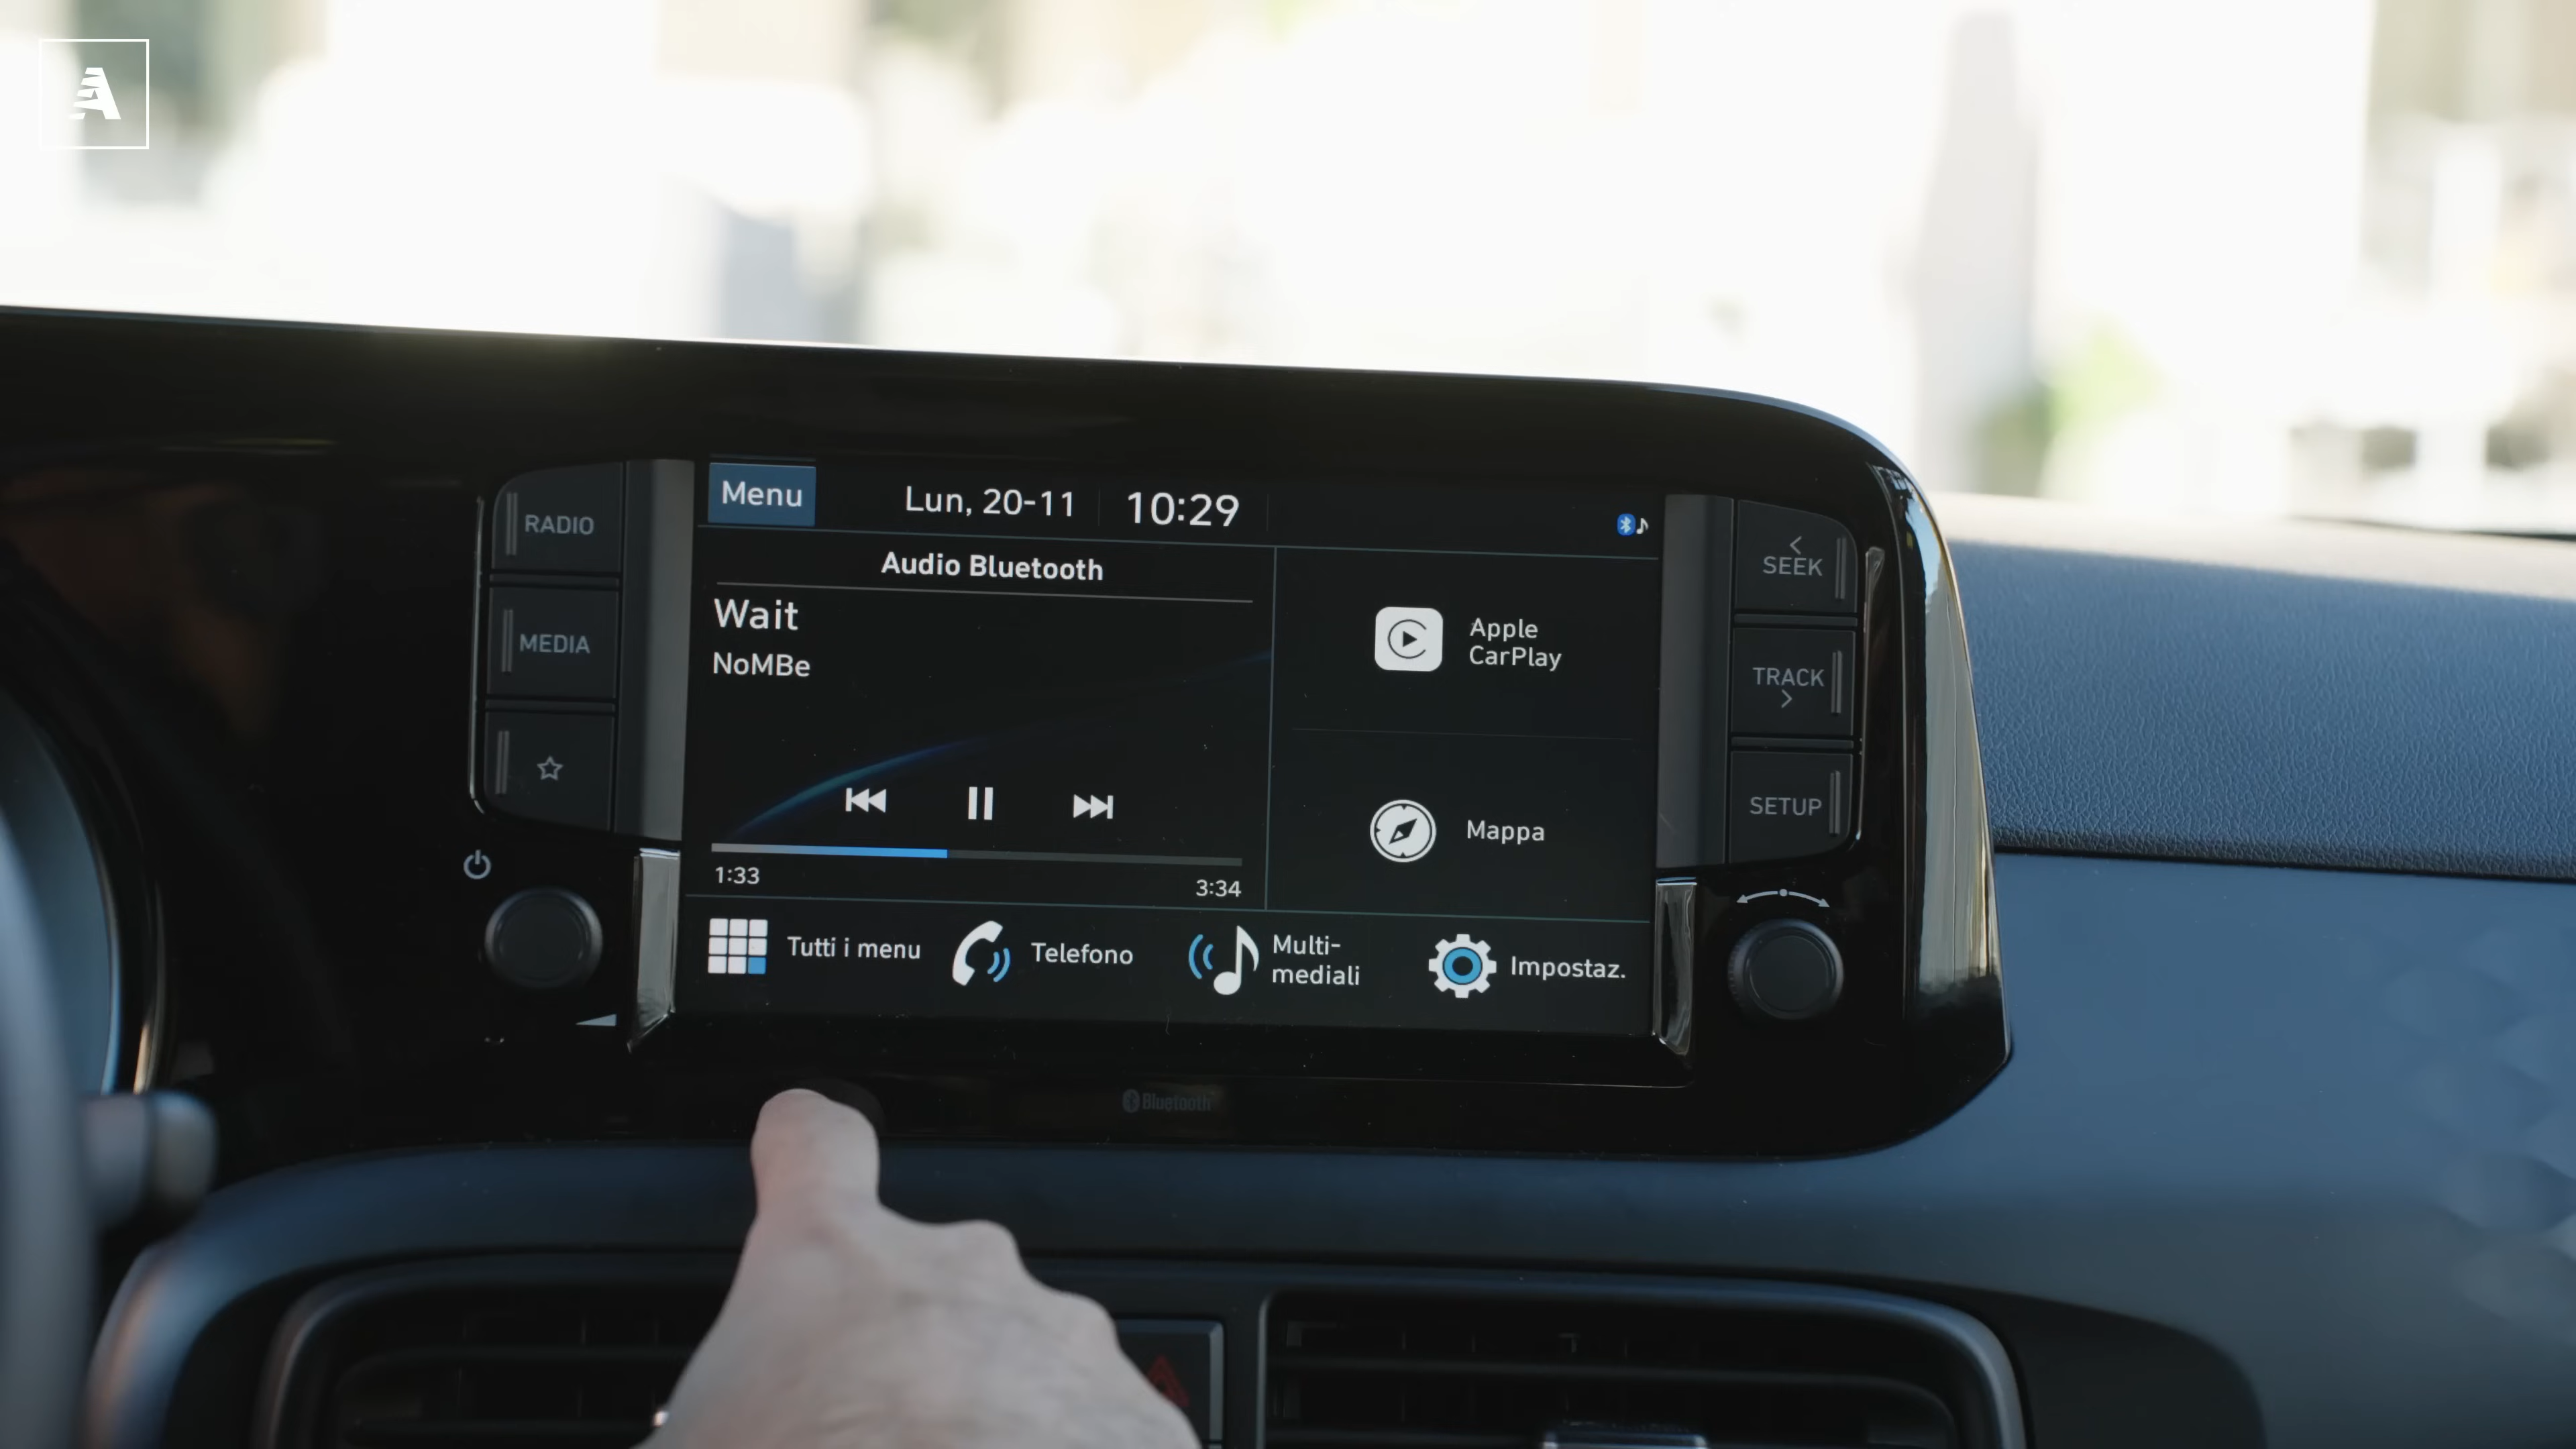 A
Menu
Lun, 20-11
10:29
Audio Bluetooth
Wait
NoMBe
1:33
3:34
Apple
CarPlay
Mappa
Tutti i menu
Telefono
Multi-
mediali
Impostaz.
RADIO
MEDIA
SEEK
TRACK
SETUP
Bluetooth